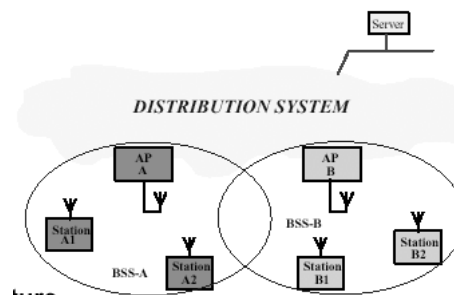 Server
DISTRIBUTION SYSTEM
AP
A
AP
B
Station
A1
BSS-A
Station
A2
BSS-B
Station
B1
Station
B2